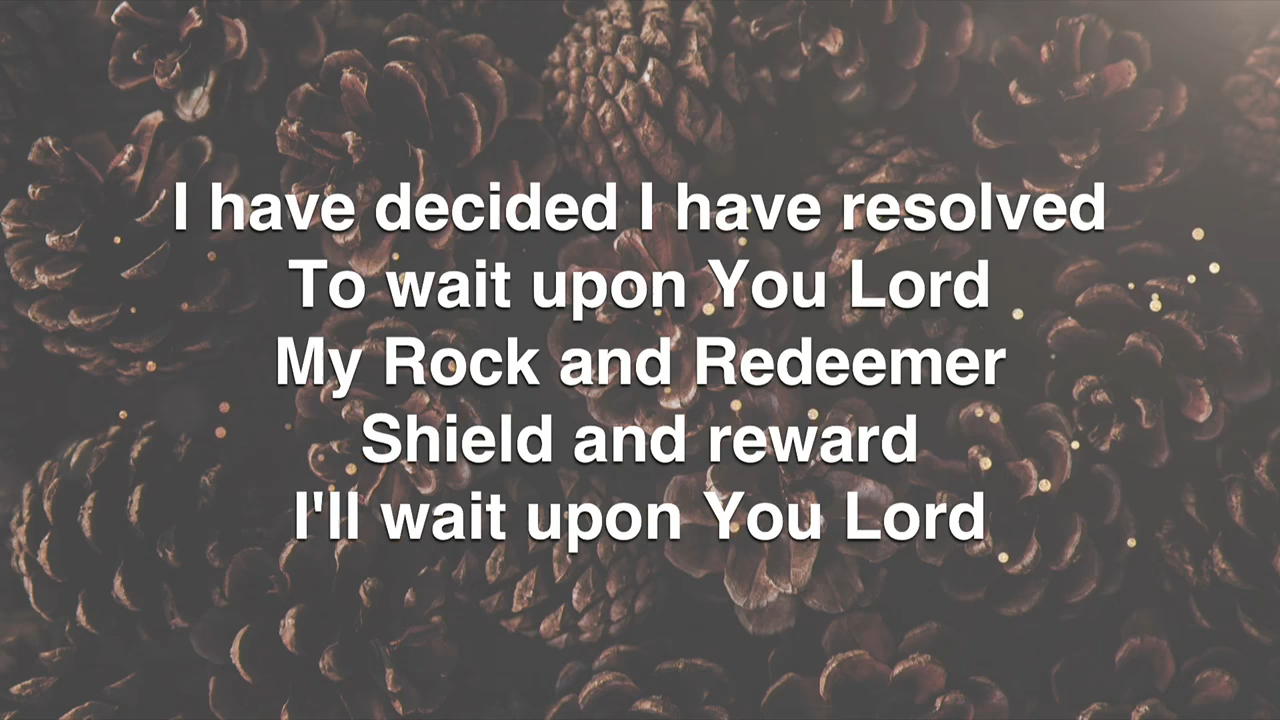 I have decided I have resolved
To wait upon You Lord
My Rock and Redeemer
Shield and reward
I'll wait upon You Lord